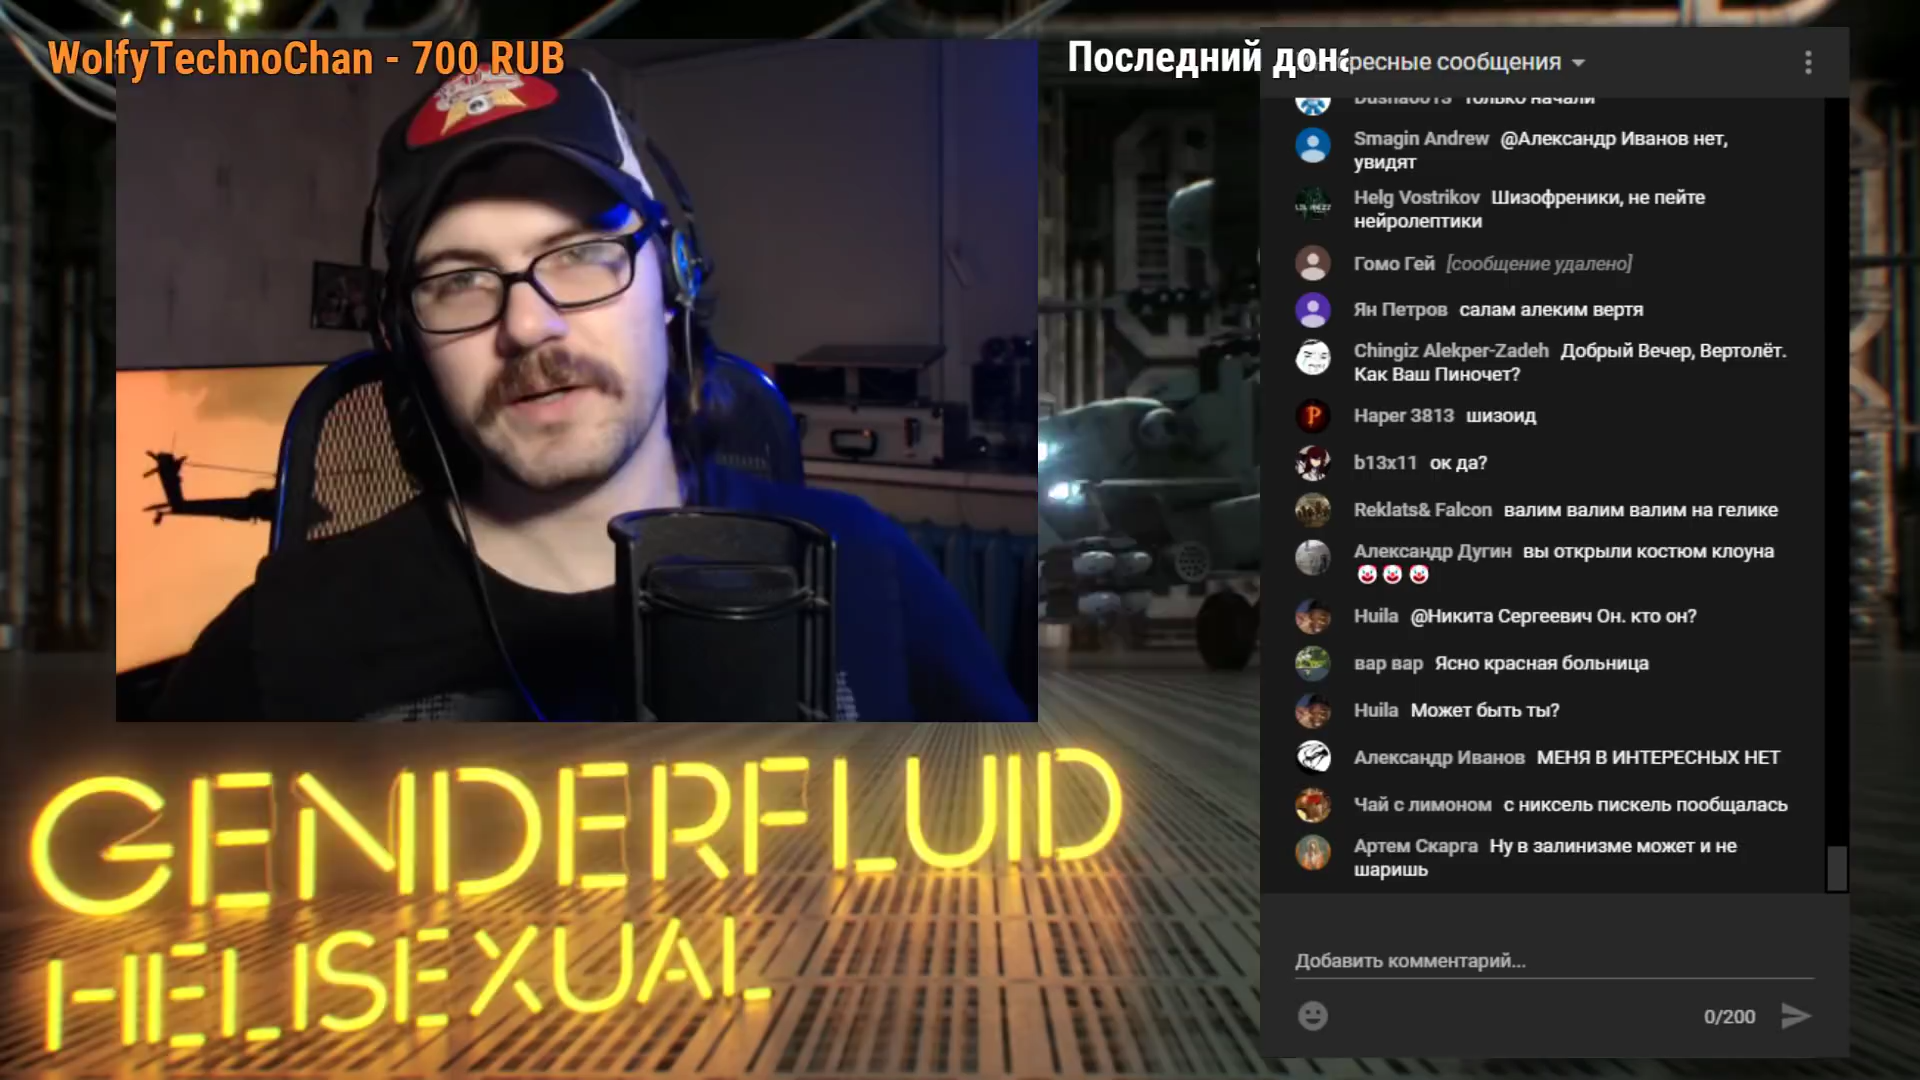 WolfyTechnoChan - 700 RUB
Последний дона
ресные сообщения
Dusha0013 только начали
Smagin Andrew @Александр Иванов нет,
увидят
Helg Vostrikov Шизофреники, не пейте
нейролептики
Гомо Гей [сообщение удалено]
Ян Петров салам алеким вертя
Chingiz Alekper-Zadeh Добрый Вечер, Вертолёт.
Как Ваш Пиночет?
Haper 3813 шизоид
b13x11 ок да?
Reklats& Falcon валим валим валим на гелике
Александр Дугин вы открыли костюм клоуна
🤡🤡🤡
Huila @Никита Сергеевич Он. кто он?
вар вар Ясно красная больница
Huila Может быть ты?
Александр Иванов МЕНЯ В ИНТЕРЕСНЫХ НЕТ
Чай с лимоном с никсель пискель пообщалась
Артем Скарга Ну в залинизме может и не
шаришь
Добавить комментарий...
0/200
GENDERFLUID
HELISEXUAL